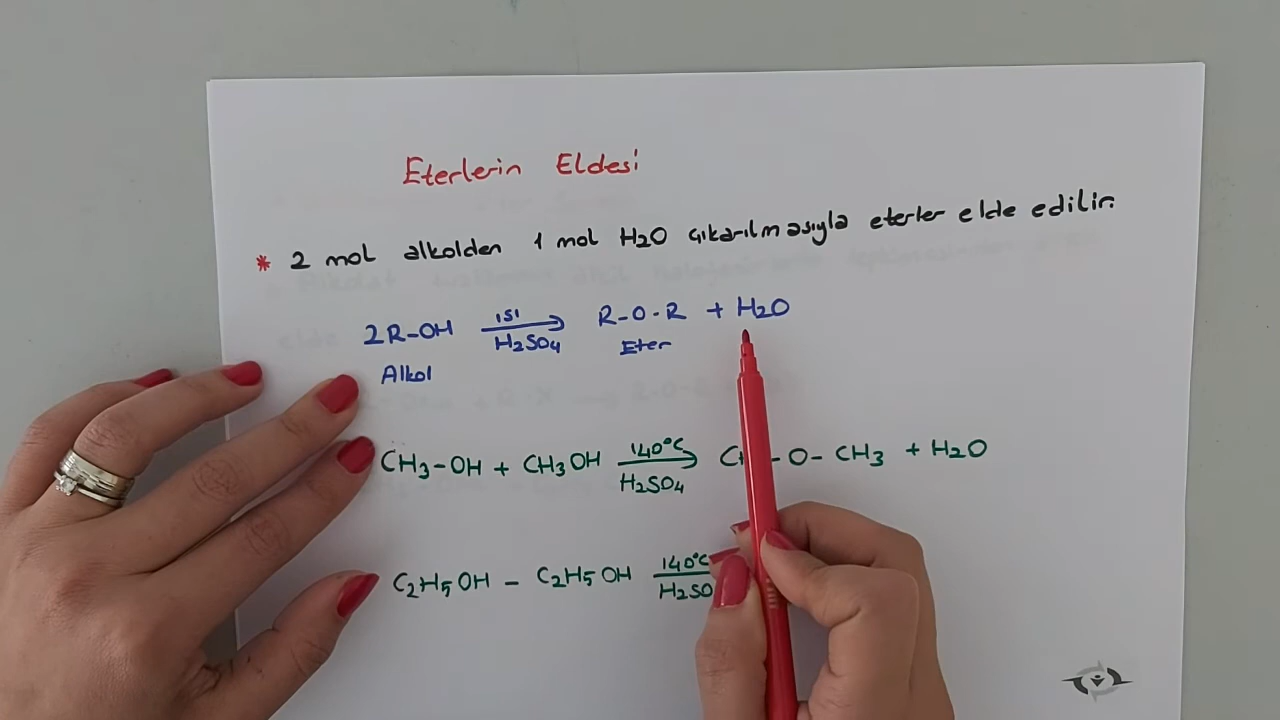 Eterlerin Eldesi
* 2 mol alkolden 1 mol H2O çıkarılmasıyla eterler elde edilir.
2R-OH ısı H2SO4 → R-O-R + H2O
Alkol Eter
CH3-OH + CH3OH 140°C H2SO4 → -O-CH3 + H2O
C2H5OH - C2H5OH 140°C